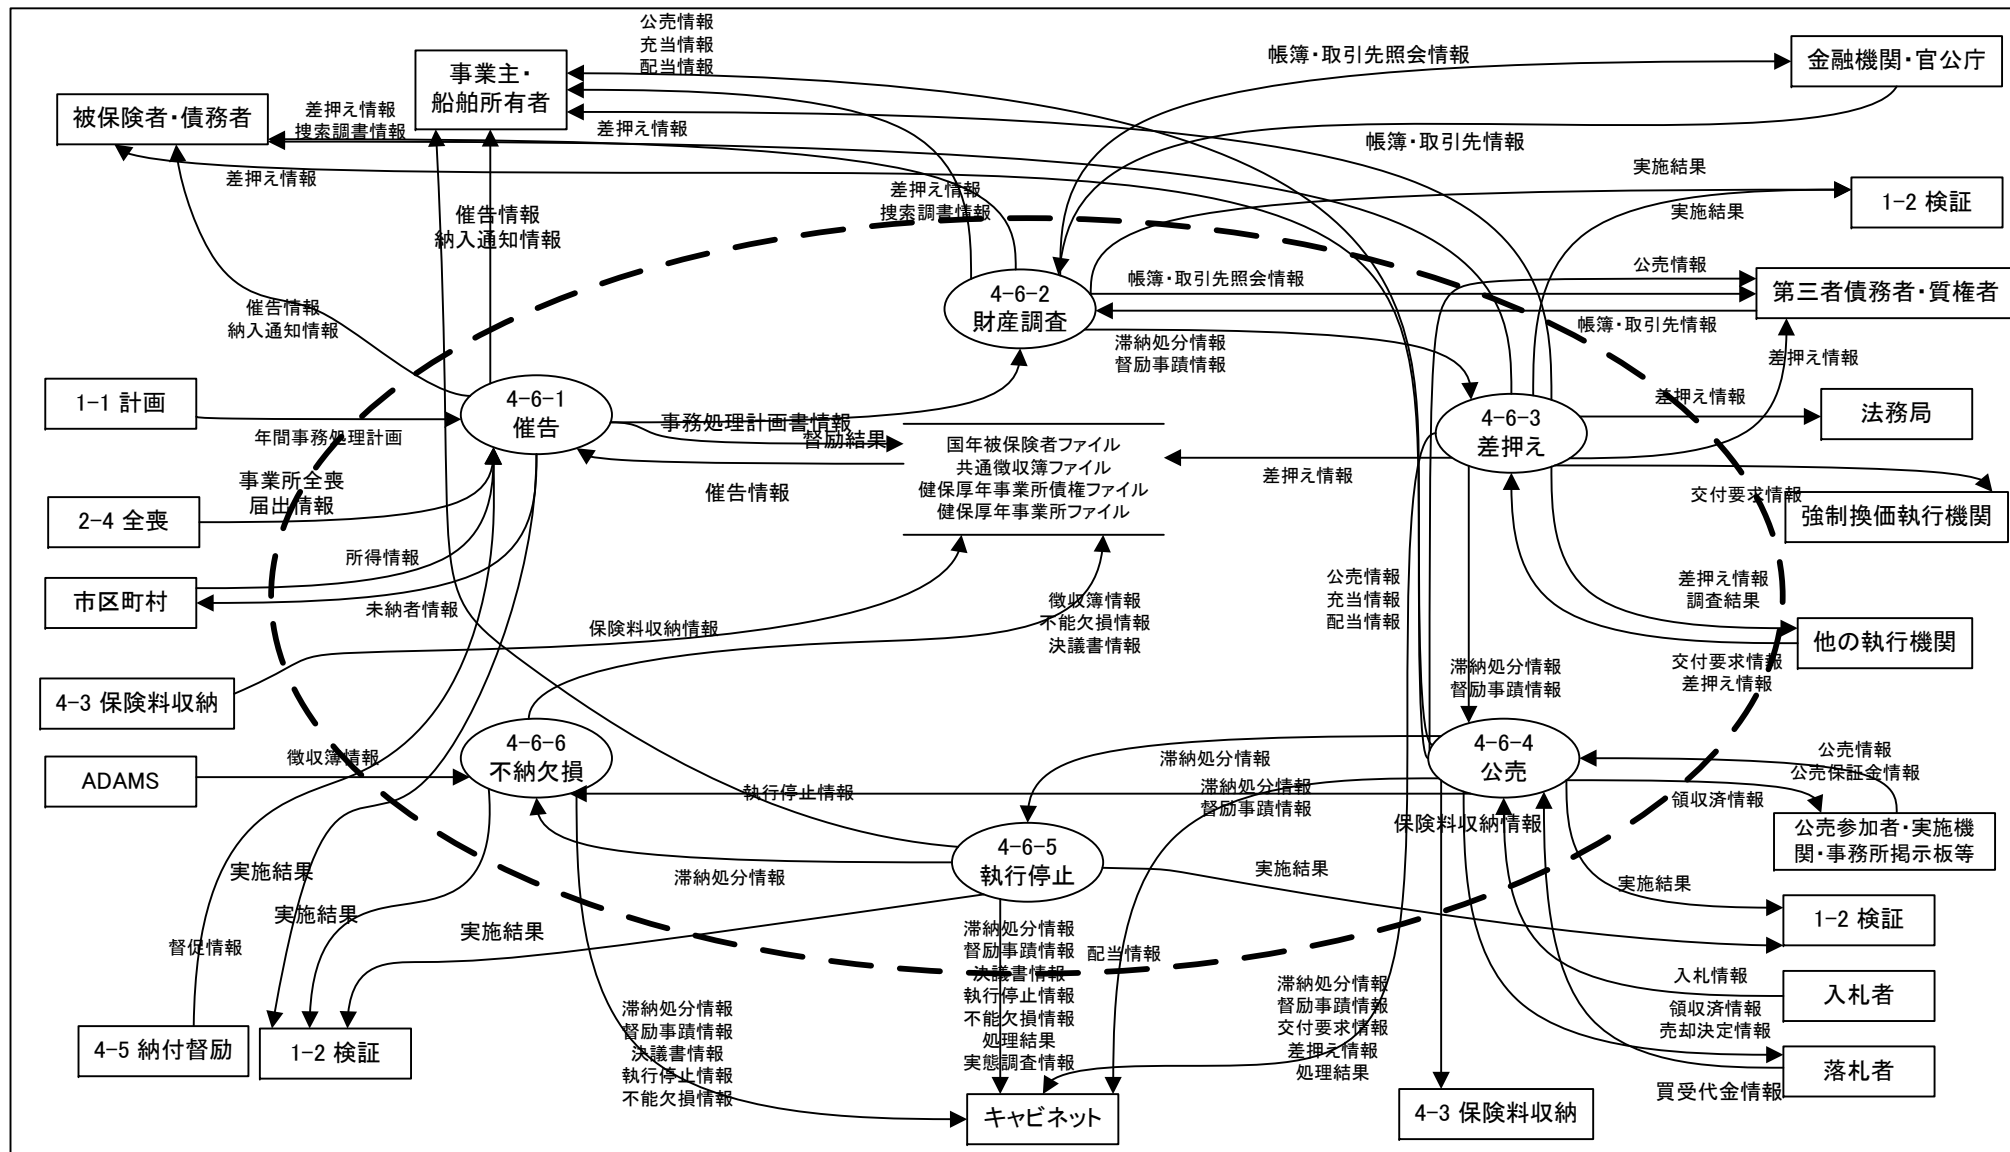 公売情報
充当情報
配当情報
事業主・
船舶所有者
帳簿・取引先照会情報
金融機関・官公庁
被保険者・債務者
差押え情報
捜索調書情報
差押え情報
帳簿・取引先情報
差押え情報
差押え情報
捜索調書情報
実施結果
実施結果
1-2 検証
催告情報
納入通知情報
公売情報
4-6-2
財産調査
帳簿・取引先照会情報
第三者債務者・質権者
帳簿・取引先情報
催告情報
納入通知情報
滞納処分情報
督励事蹟情報
差押え情報
1-1 計画
年間事務処理計画
4-6-1
催告
事務処理計画書情報
督励結果
国年被保険者ファイル
共通徴収簿ファイル
健保厚年事業所債権ファイル
健保厚年事業所ファイル
催告情報
差押え情報
4-6-3
差押え
差押え情報
法務局
交付要求情報
強制換価執行機関
事業所全喪
届出情報
2-4 全喪
所得情報
市区町村
未納者情報
保険料収納情報
徴収簿情報
不能欠損情報
決議書情報
公売情報
充当情報
配当情報
差押え情報
調査結果
他の執行機関
交付要求情報
差押え情報
滞納処分情報
督励事蹟情報
4-3 保険料収納
ADAMS
徴収簿情報
4-6-6
不納欠損
執行停止情報
滞納処分情報
滞納処分情報
督励事蹟情報
4-6-4
公売
公売情報
公売保証金情報
領収済情報
保険料収納情報
公売参加者・実施機
関・事務所掲示板等
4-6-5
執行停止
滞納処分情報
実施結果
実施結果
実施結果
実施結果
実施結果
1-2 検証
督促情報
滞納処分情報
督励事蹟情報
決議書情報
執行停止情報
不能欠損情報
処理結果
実態調査情報
配当情報
入札情報
入札者
滞納処分情報
督励事蹟情報
交付要求情報
差押え情報
処理結果
領収済情報
売却決定情報
滞納処分情報
督励事蹟情報
決議書情報
執行停止情報
不能欠損情報
4-5 納付督励
1-2 検証
落札者
買受代金情報
キャビネット
4-3 保険料収納